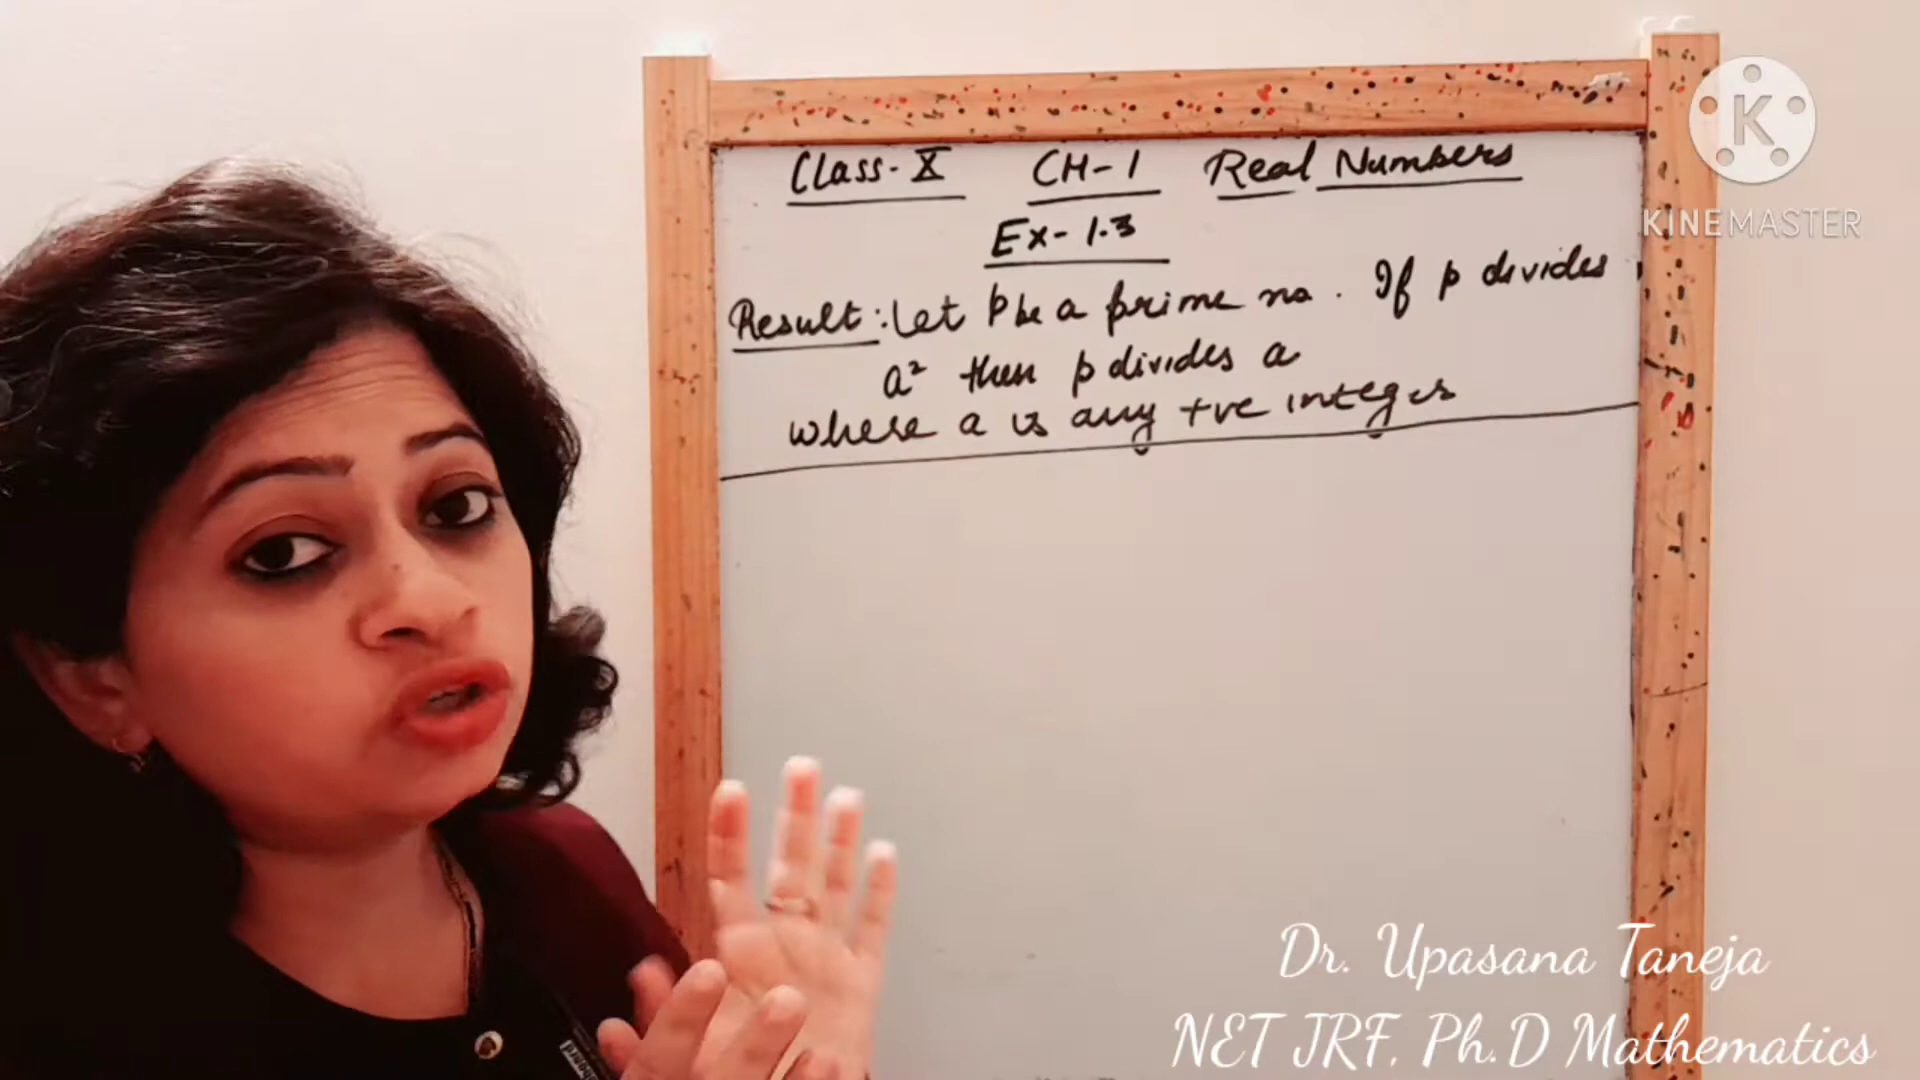 Class-X CH-1 Real Numbers
Ex-1.3
Result: Let p be a prime no. If p divides
a² then p divides a
where a is any +ve integer
K
KINEMASTER
Dr. Upasana Taneja
NET JRF, Ph.D Mathematics